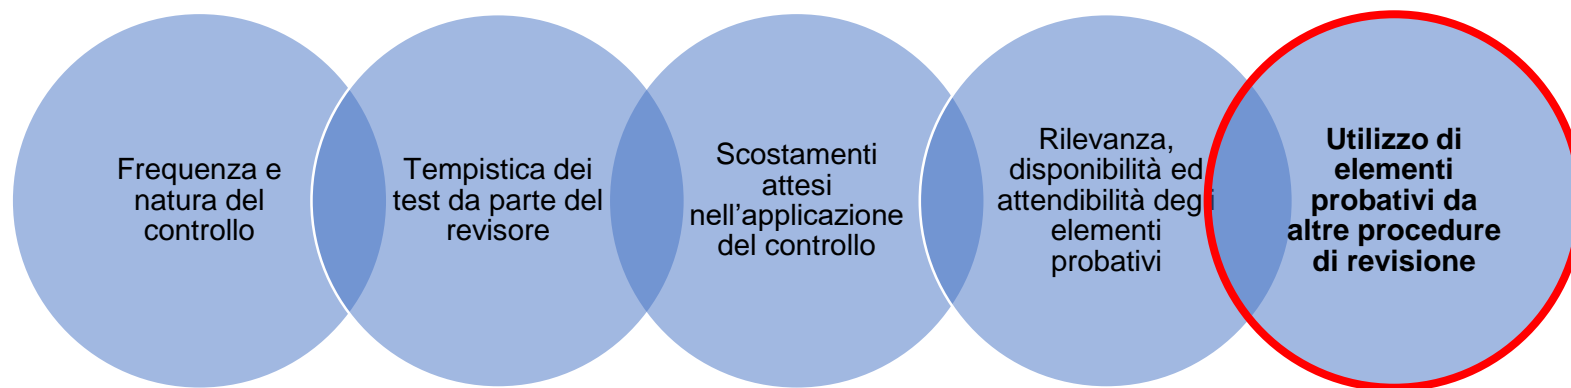 Frequenza e
natura del
controllo
Tempistica dei
test da parte del
revisore
Scostamenti
attesi
nell'applicazione
del controllo
Rilevanza,
disponibilità ed
attendibilità degli
elementi
probativi
Utilizzo di
elementi
probativi da
altre procedure
di revisione